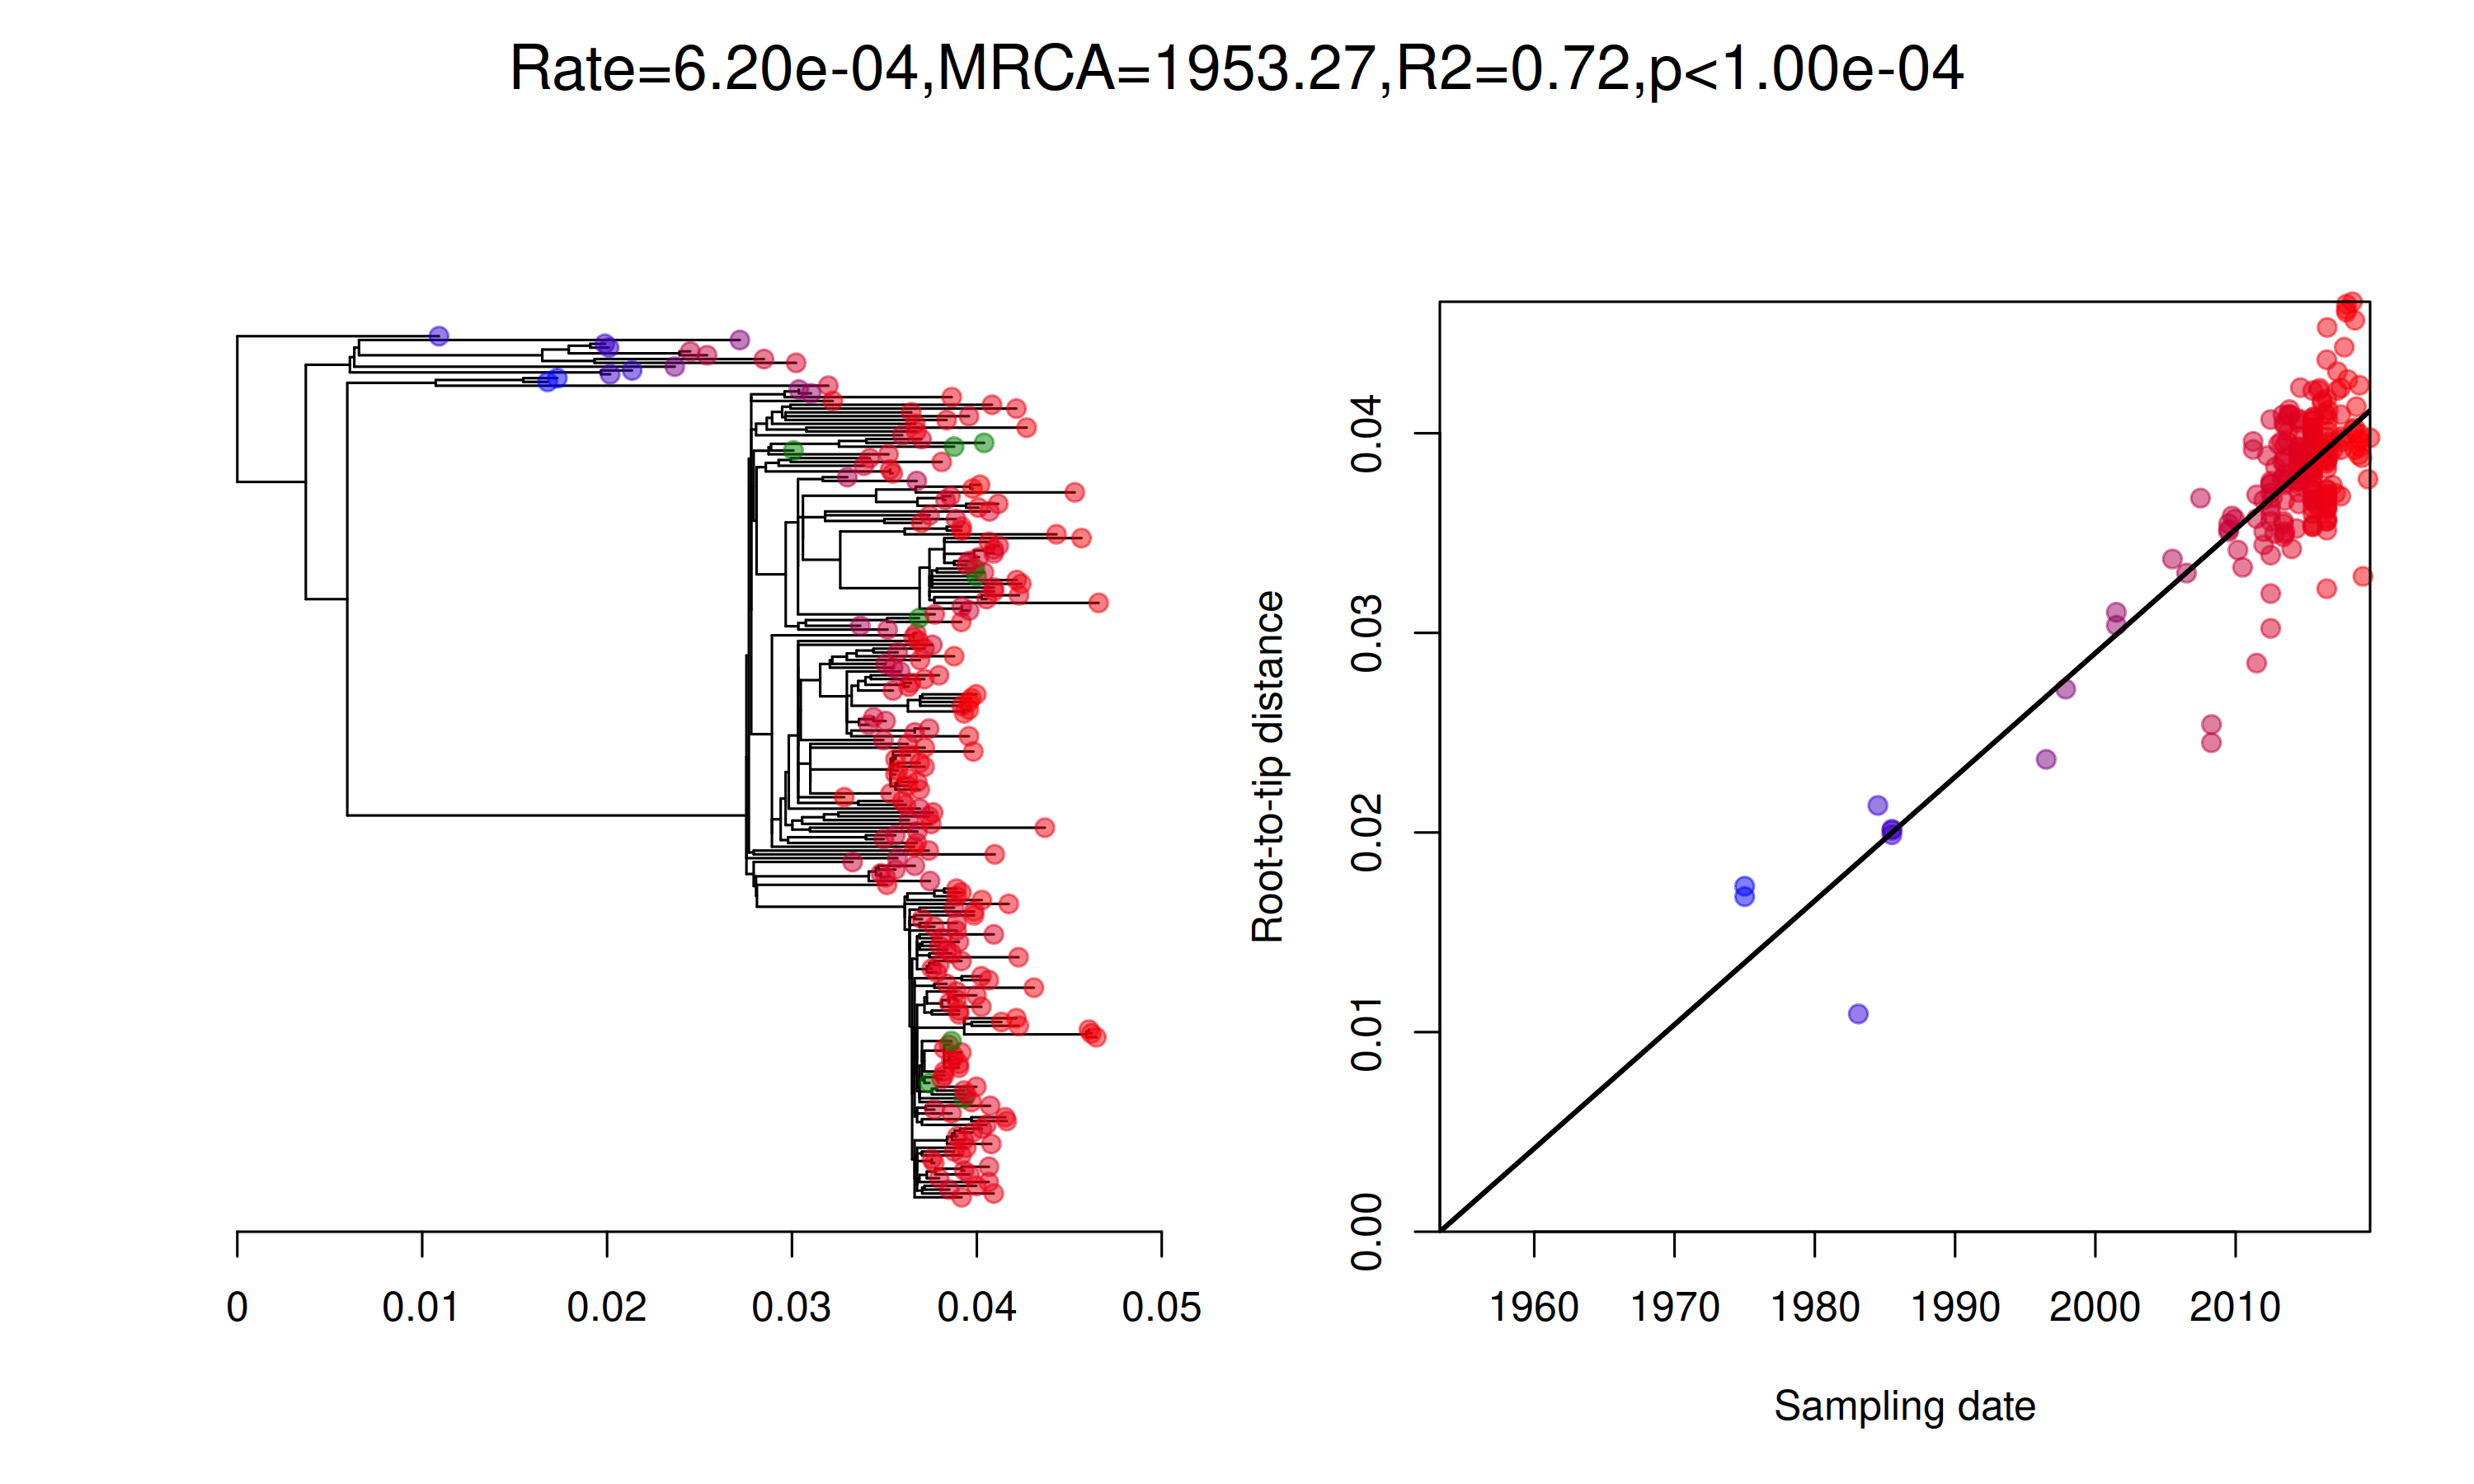 Rate=6.20e-04,MRCA=1953.27,R2=0.72,p<1.00e-04
0 0.01 0.02 0.03 0.04 0.05
Root-to-tip distance
0.00 0.01 0.02 0.03 0.04
1960 1970 1980 1990 2000 2010
Sampling date